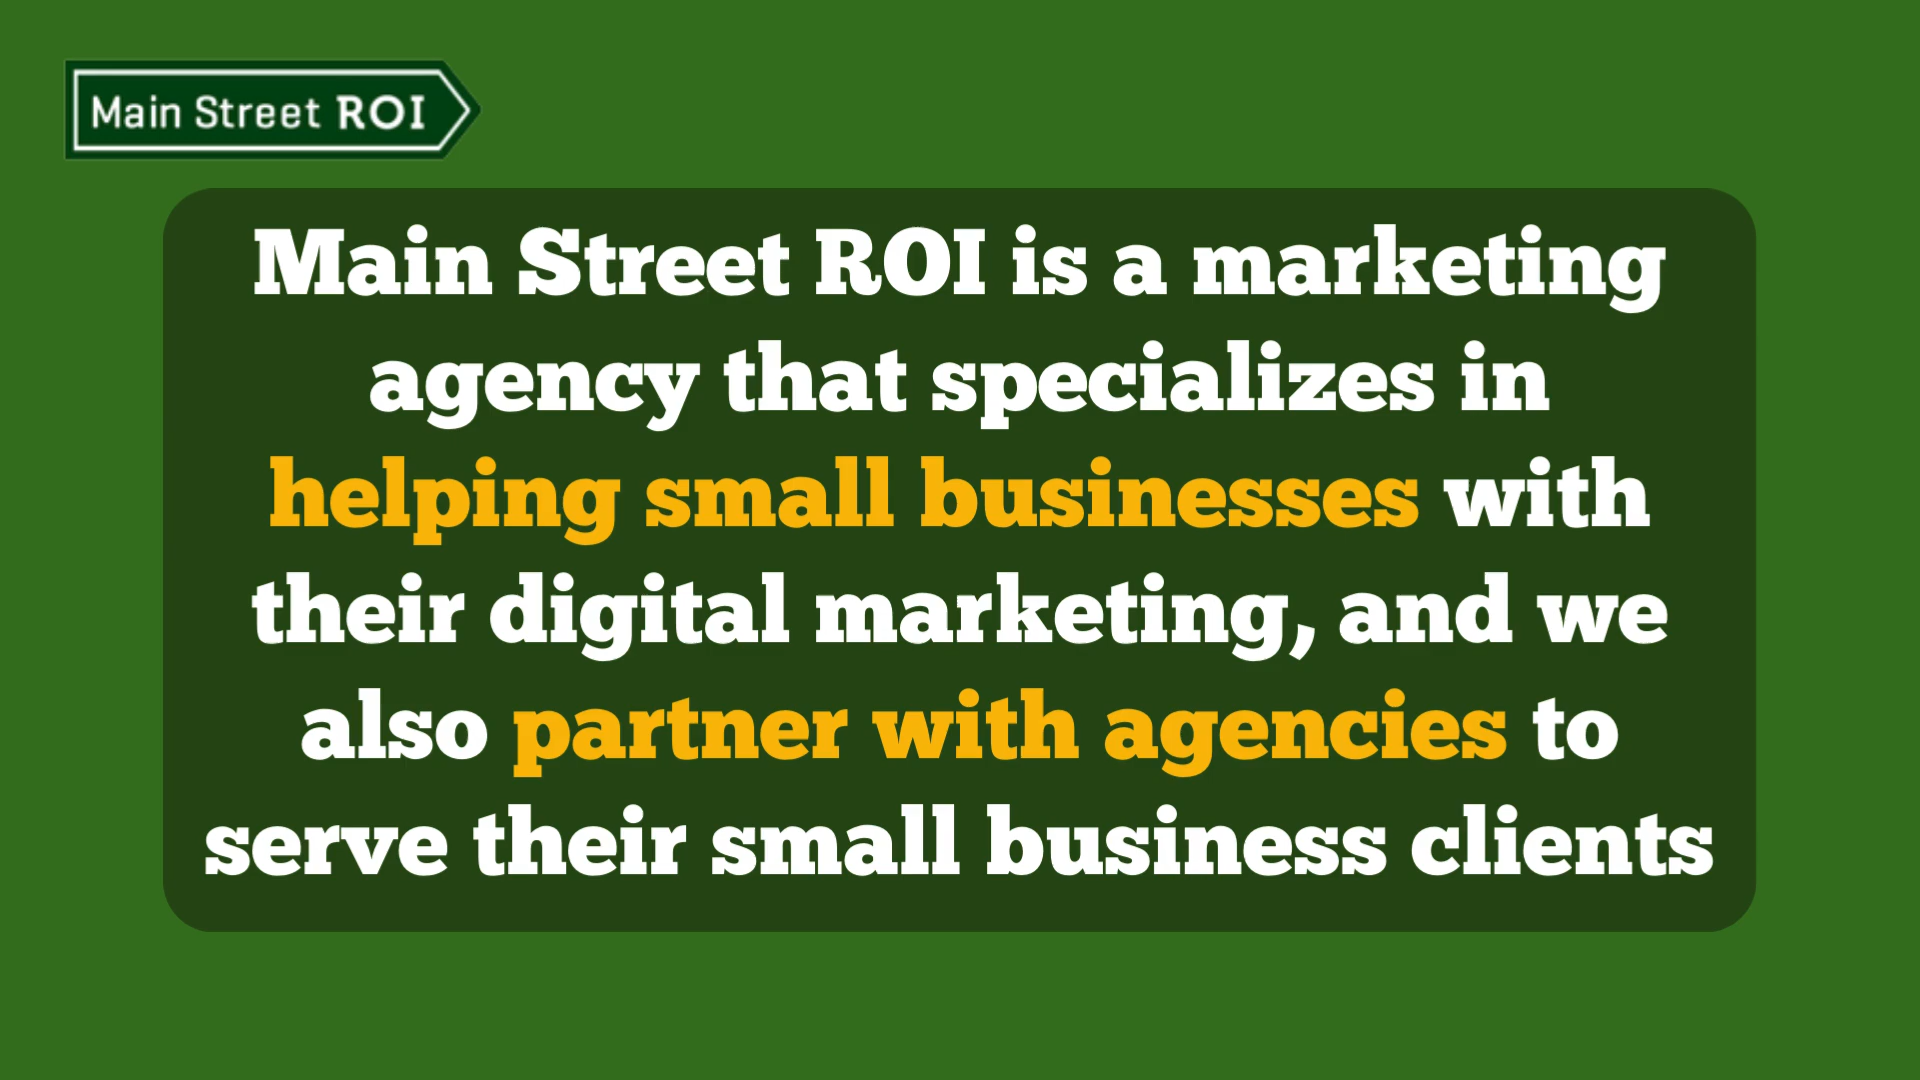 Main Street ROI
Main Street ROI is a marketing
agency that specializes in
helping small businesses with
their digital marketing, and we
also partner with agencies to
serve their small business clients